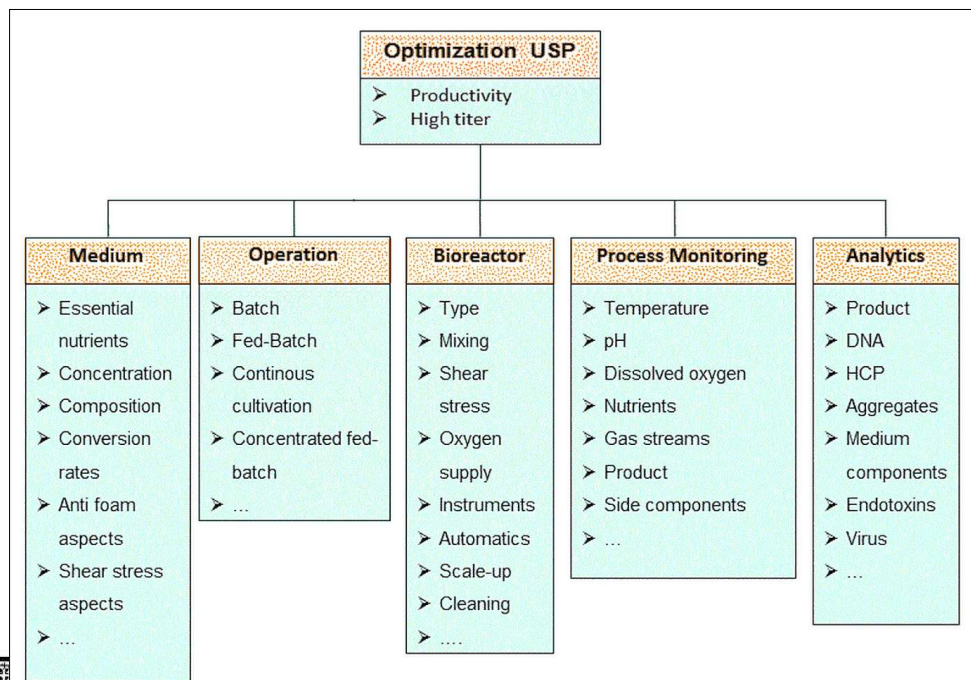 Optimization USP
➢ Productivity
➢ High titer
Medium
➢ Essential
nutrients
➢ Concentration
➢ Composition
➢ Conversion
rates
➢ Anti foam
aspects
➢ Shear stress
aspects
➢ ...
Operation
➢ Batch
➢ Fed-Batch
➢ Continous
cultivation
➢ Concentrated fed-
batch
➢ ...
Bioreactor
➢ Type
➢ Mixing
➢ Shear
stress
➢ Oxygen
supply
➢ Instruments
➢ Automatics
➢ Scale-up
➢ Cleaning
➢ ....
Process Monitoring
➢ Temperature
➢ pH
➢ Dissolved oxygen
➢ Nutrients
➢ Gas streams
➢ Product
➢ Side components
➢ ...
Analytics
➢ Product
➢ DNA
➢ HCP
➢ Aggregates
➢ Medium
components
➢ Endotoxins
➢ Virus
➢ ...